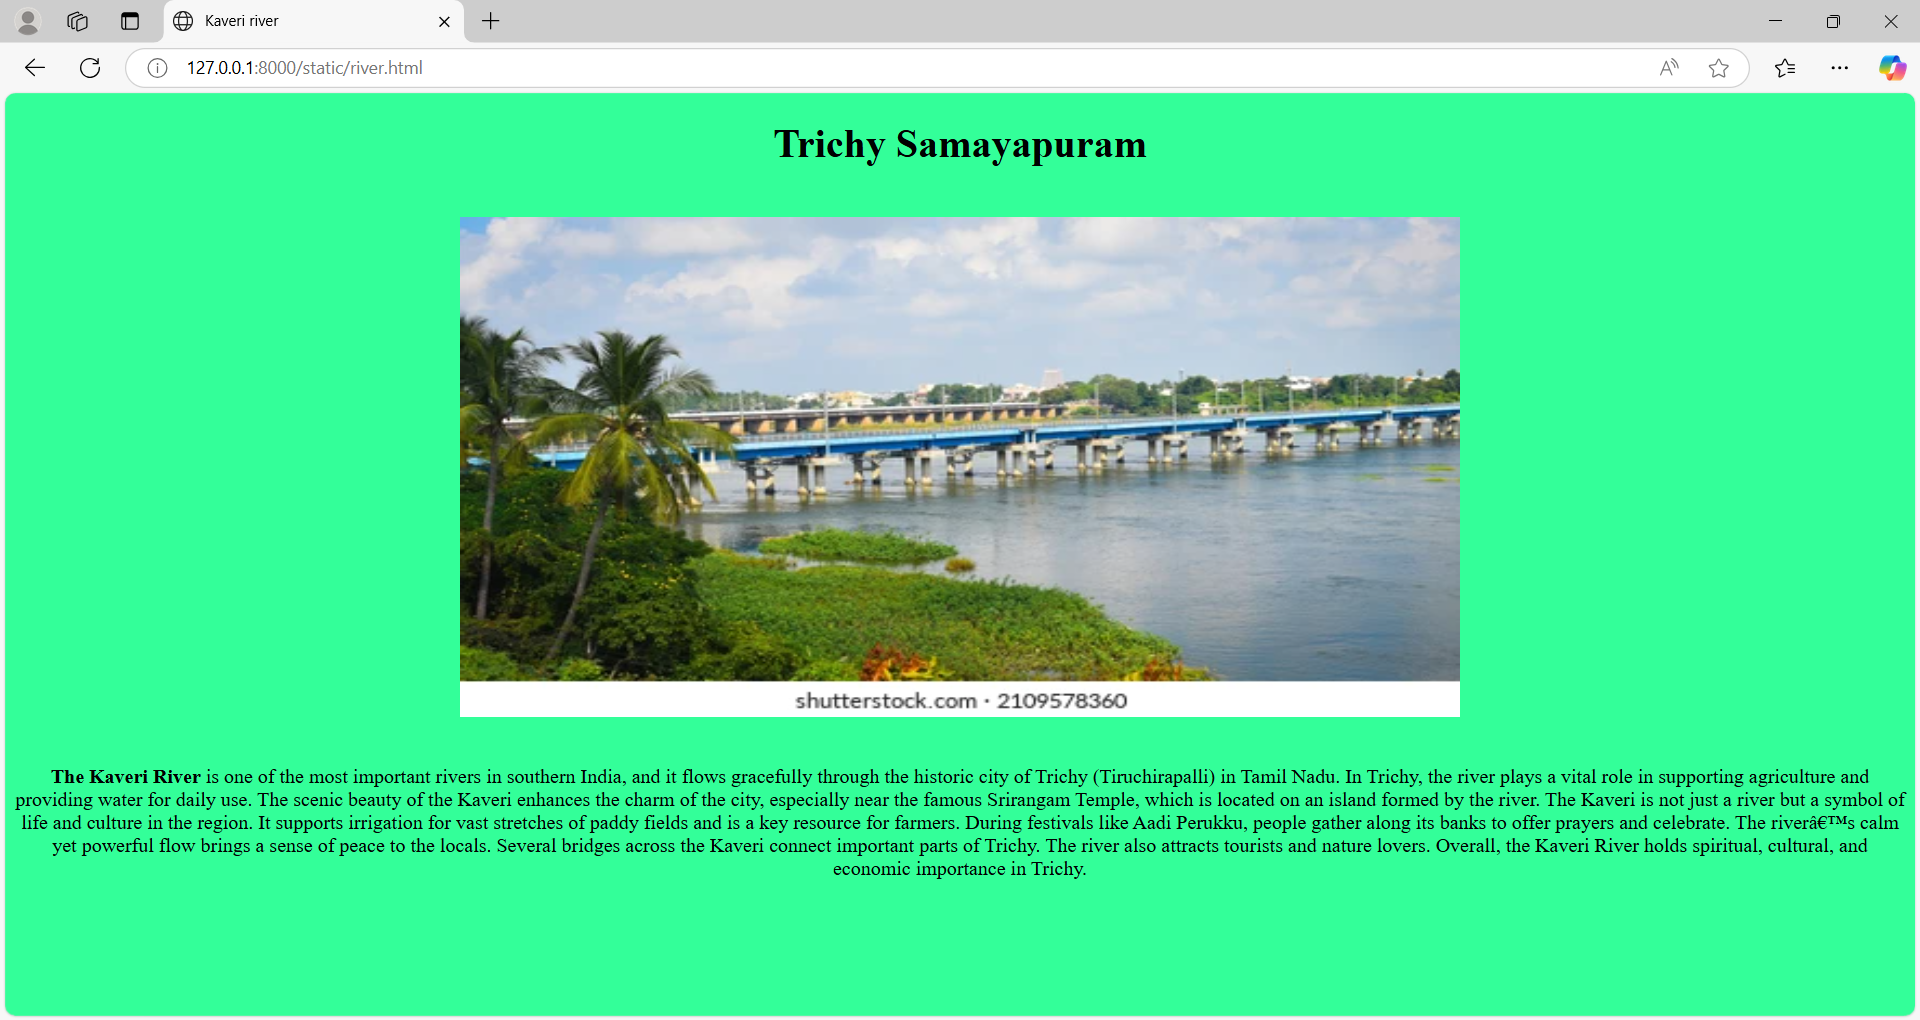 Kaveri river
127.0.0.1:8000/static/river.html
Trichy Samayapuram
shutterstock.com · 2109578360
The Kaveri River is one of the most important rivers in southern India, and it flows gracefully through the historic city of Trichy (Tiruchirapalli) in Tamil Nadu. In Trichy, the river plays a vital role in supporting agriculture and
providing water for daily use. The scenic beauty of the Kaveri enhances the charm of the city, especially near the famous Srirangam Temple, which is located on an island formed by the river. The Kaveri is not just a river but a symbol of
life and culture in the region. It supports irrigation for vast stretches of paddy fields and is a key resource for farmers. During festivals like Aadi Perukku, people gather along its banks to offer prayers and celebrate. The riverâ€™s calm
yet powerful flow brings a sense of peace to the locals. Several bridges across the Kaveri connect important parts of Trichy. The river also attracts tourists and nature lovers. Overall, the Kaveri River holds spiritual, cultural, and
economic importance in Trichy.